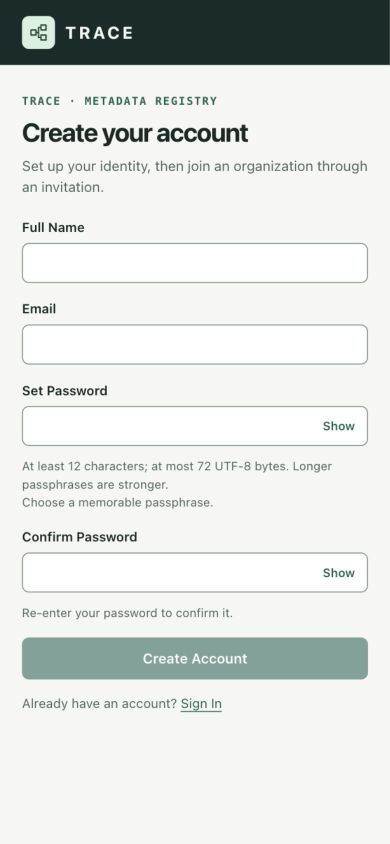 TRACE
TRACE · METADATA REGISTRY
Create your account
Set up your identity, then join an organization through
an invitation.
Full Name
Email
Set Password
Show
At least 12 characters; at most 72 UTF-8 bytes. Longer
passphrases are stronger.
Choose a memorable passphrase.
Confirm Password
Show
Re-enter your password to confirm it.
Create Account
Already have an account? Sign In